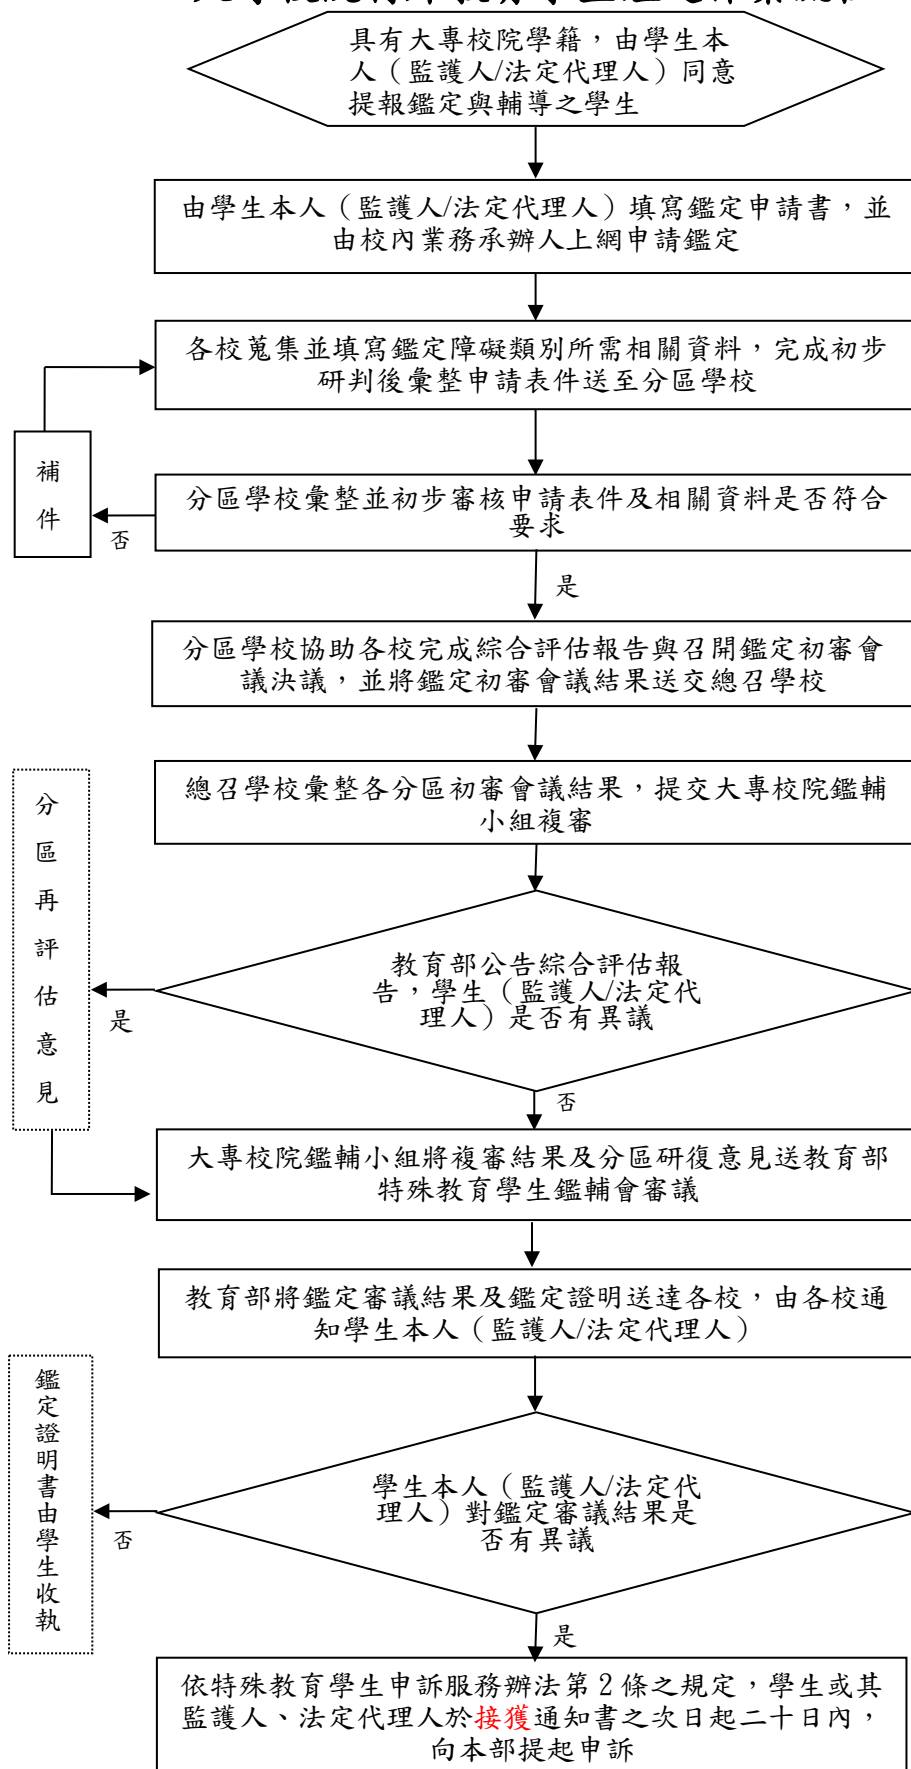 具有大專校院學籍，由學生本
人（監護人/法定代理人）同意
提報鑑定與輔導之學生
由學生本人（監護人/法定代理人）填寫鑑定申請書，並
由校內業務承辦人上網申請鑑定
各校蒐集並填寫鑑定障礙類別所需相關資料，完成初步
研判後彙整申請表件送至分區學校
補
件
否
分區學校彙整並初步審核申請表件及相關資料是否符合
要求
是
分區學校協助各校完成綜合評估報告與召開鑑定初審會
議決議，並將鑑定初審會議結果送交總召學校
總召學校彙整各分區初審會議結果，提交大專校院鑑輔
小組複審
分
區
再
評
估
意
見
是
教育部公告綜合評估報
告，學生（監護人/法定代
理人）是否有異議
否
大專校院鑑輔小組將複審結果及分區研復意見送教育部
特殊教育學生鑑輔會審議
教育部將鑑定審議結果及鑑定證明送達各校，由各校通
知學生本人（監護人/法定代理人）
鑑
定
證
明
書
由
學
生
收
執
否
學生本人（監護人/法定代
理人）對鑑定審議結果是
否有異議
是
依特殊教育學生申訴服務辦法第2條之規定，學生或其
監護人、法定代理人於接獲通知書之次日起二十日內，
向本部提起申訴